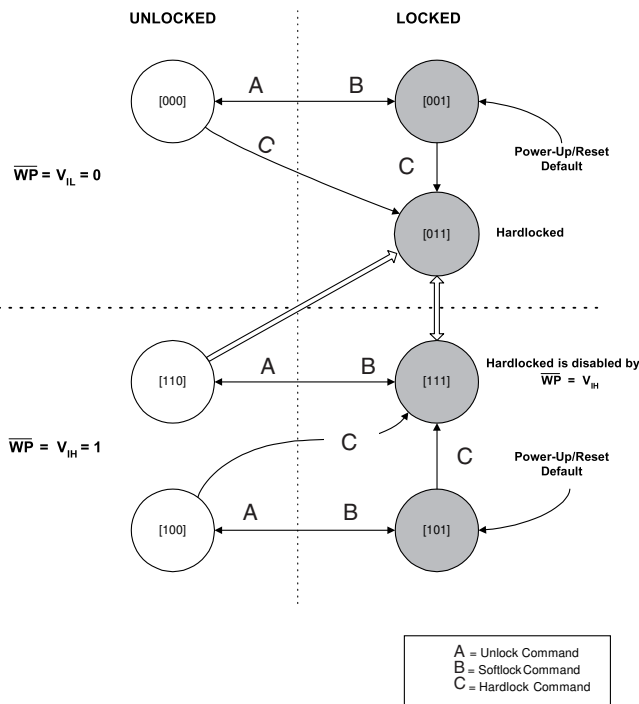 UNLOCKED
LOCKED
[000]
A
B
[001]
C
C
Power-Up/Reset
Default
WP = VIL = 0
[011]
Hardlocked
[110]
A
B
[111]
Hardlocked is disabled by
WP = VIH
WP = VIH = 1
C
C
Power-Up/Reset
Default
[100]
A
B
[101]
A = Unlock Command
B = Softlock Command
C = Hardlock Command